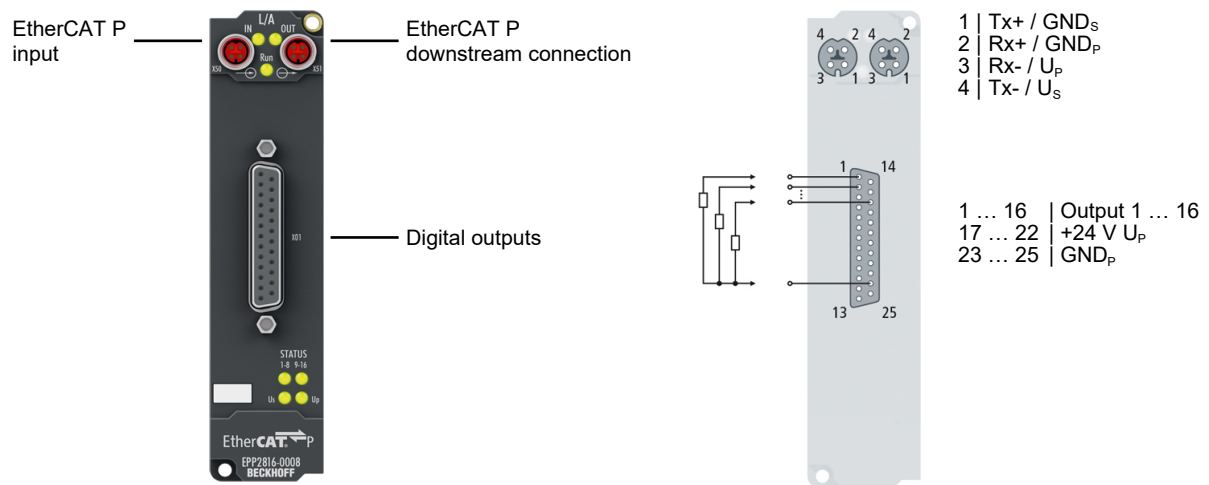 EtherCAT P
input
L/A
IN
OUT
Run
X50
X51
EtherCAT P
downstream connection
X01
Digital outputs
STATUS
1-8 9-16
Us
Up
EtherCAT P
EPP2816-0008
BECKHOFF
4 2 4 2
3 1 3 1
1 | Tx+ / GNDS
2 | Rx+ / GNDP
3 | Rx- / UP
4 | Tx- / US
1 14
13 25
1 … 16 | Output 1 … 16
17 … 22 | +24 V UP
23 … 25 | GNDP